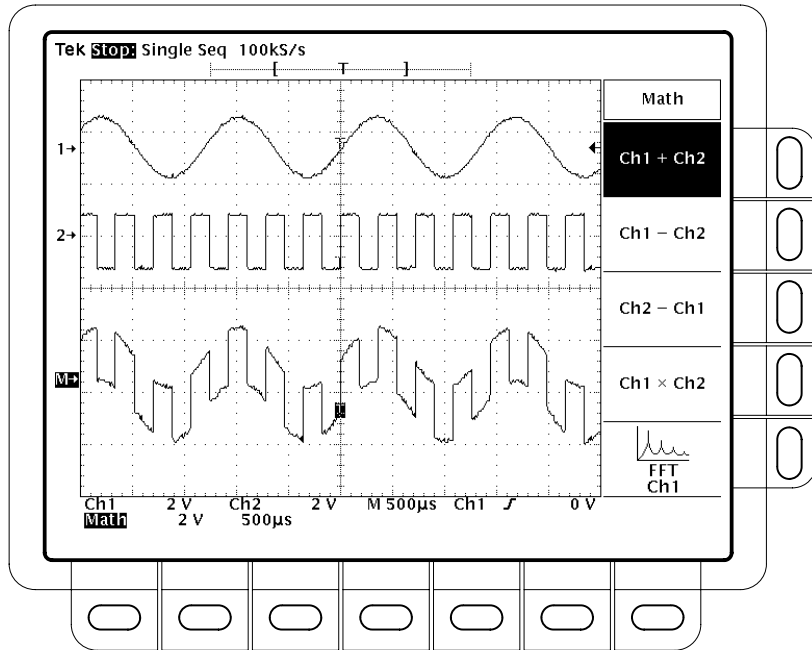 Tek Stop: Single Seq 100kS/s
[ T ]
Math
1→
T
Ch1 + Ch2
2→
Ch1 – Ch2
Ch2 – Ch1
M→
Ch1 × Ch2
T
FFT
Ch1
Ch1 2 V Ch2 2 V M 500µs Ch1 0 V
Math 2 V 500µs